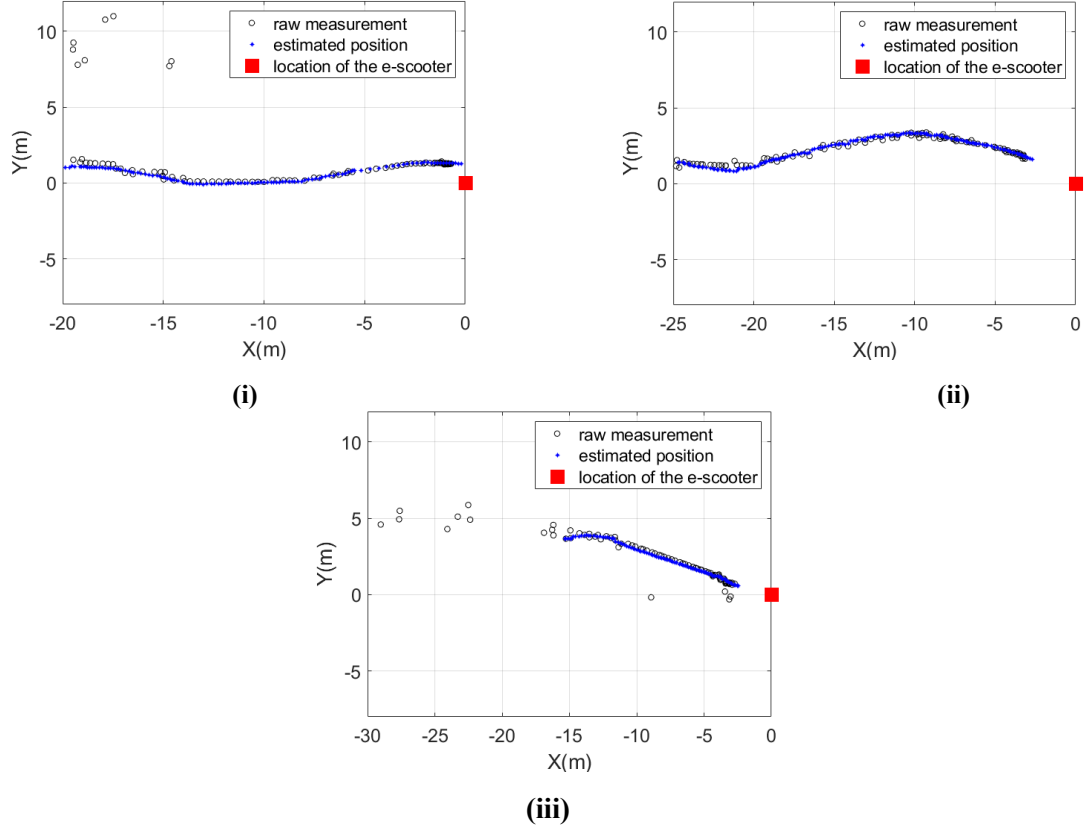 raw measurement
estimated position
location of the e-scooter
10
5
0
-5
Y(m)
-20 -15 -10 -5 0
X(m)
(i)
raw measurement
estimated position
location of the e-scooter
10
5
0
-5
Y(m)
-25 -20 -15 -10 -5 0
X(m)
(ii)
raw measurement
estimated position
location of the e-scooter
10
5
0
-5
Y(m)
-30 -25 -20 -15 -10 -5 0
X(m)
(iii)